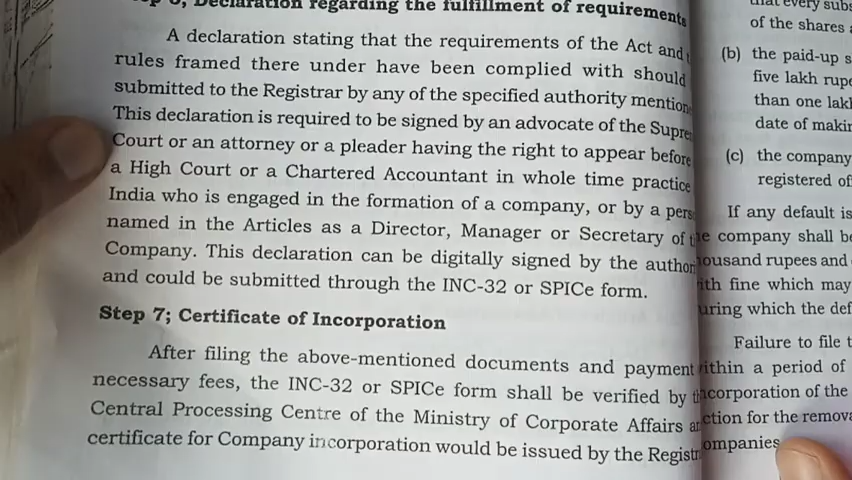 Declaration regarding the fulfillment of requirements
A declaration stating that the requirements of the Act and
rules framed there under have been complied with should
submitted to the Registrar by any of the specified authority mention
This declaration is required to be signed by an advocate of the Supre
Court or an attorney or a pleader having the right to appear before
a High Court or a Chartered Accountant in whole time practice
India who is engaged in the formation of a company, or by a pers
named in the Articles as a Director, Manager or Secretary of
Company. This declaration can be digitally signed by the author
and could be submitted through the INC-32 or SPICe form.
Step 7; Certificate of Incorporation
After filing the above-mentioned documents and payment
necessary fees, the INC-32 or SPICe form shall be verified by
Central Processing Centre of the Ministry of Corporate Affairs
certificate for Company incorporation would be issued by the Registr
that every subs
of the shares
(b) the paid-up s
five lakh rupe
than one lak
date of makin
(c) the company
registered of
If any default is
company shall be
ousand rupees and
ith fine which may
uring which the def
Failure to file t
ithin a period of
ncorporation of the
ction for the remova
ompanies